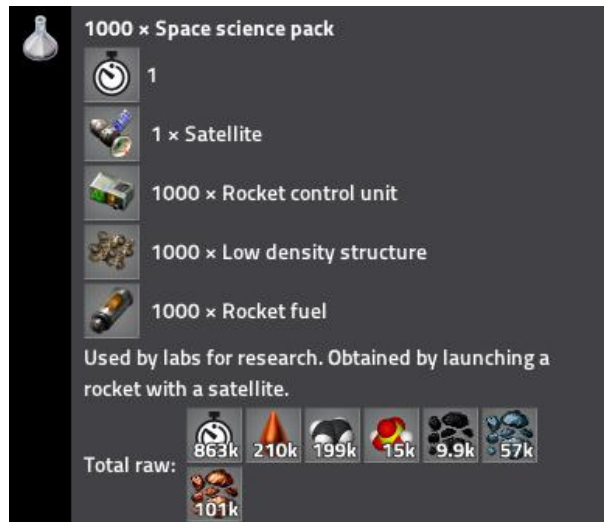 1000 × Space science pack
1
1 × Satellite
1000 × Rocket control unit
1000 × Low density structure
1000 × Rocket fuel
Used by labs for research. Obtained by launching a
rocket with a satellite.
Total raw: 863k 210k 199k 15k 9.9k 57k
101k